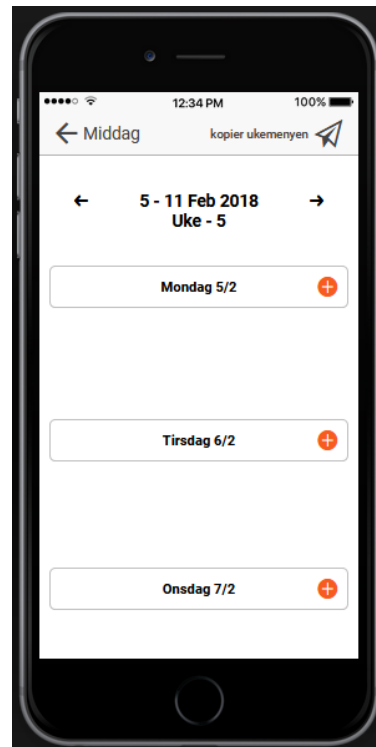 12:34 PM
100%
Middag
kopier ukemenyen
5 - 11 Feb 2018
Uke - 5
Mondag 5/2
Tirsdag 6/2
Onsdag 7/2